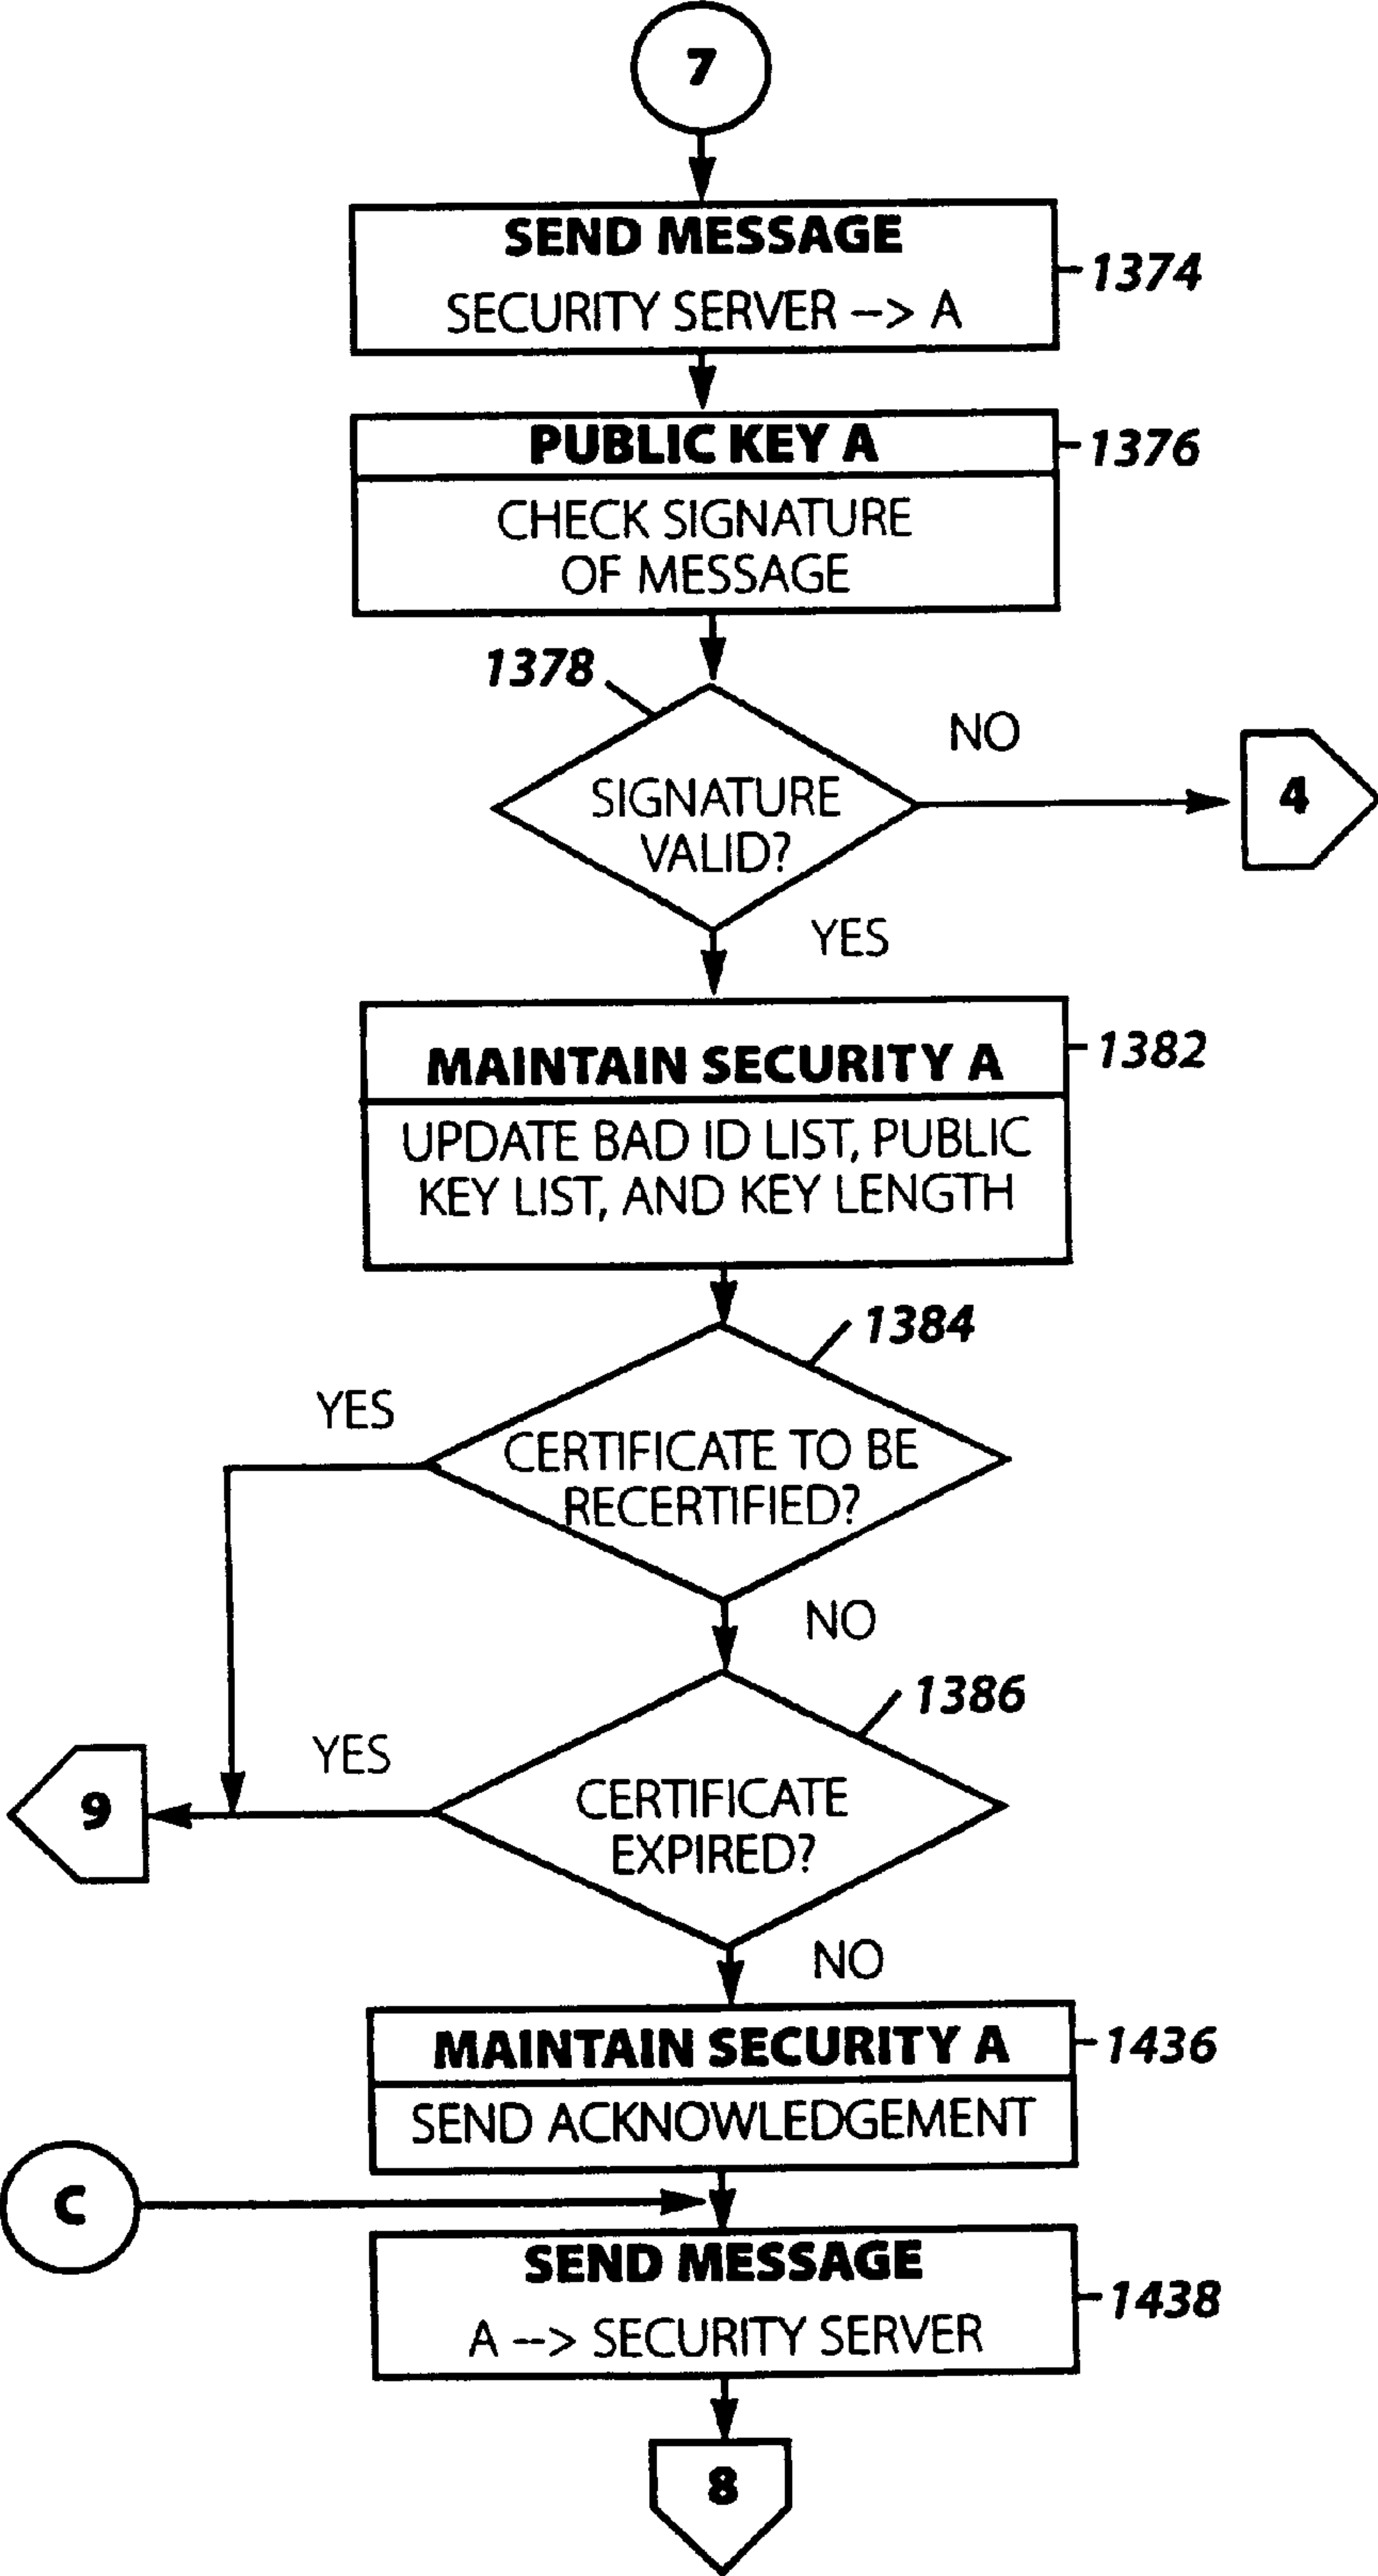 7
SEND MESSAGE
SECURITY SERVER --> A
1374
PUBLIC KEY A
1376
CHECK SIGNATURE
OF MESSAGE
1378
NO
SIGNATURE
VALID?
4
YES
MAINTAIN SECURITY A
1382
UPDATE BAD ID LIST, PUBLIC
KEY LIST, AND KEY LENGTH
1384
YES
CERTIFICATE TO BE
RECERTIFIED?
NO
1386
YES
9
CERTIFICATE
EXPIRED?
NO
MAINTAIN SECURITY A
1436
SEND ACKNOWLEDGEMENT
C
SEND MESSAGE
1438
A --> SECURITY SERVER
8